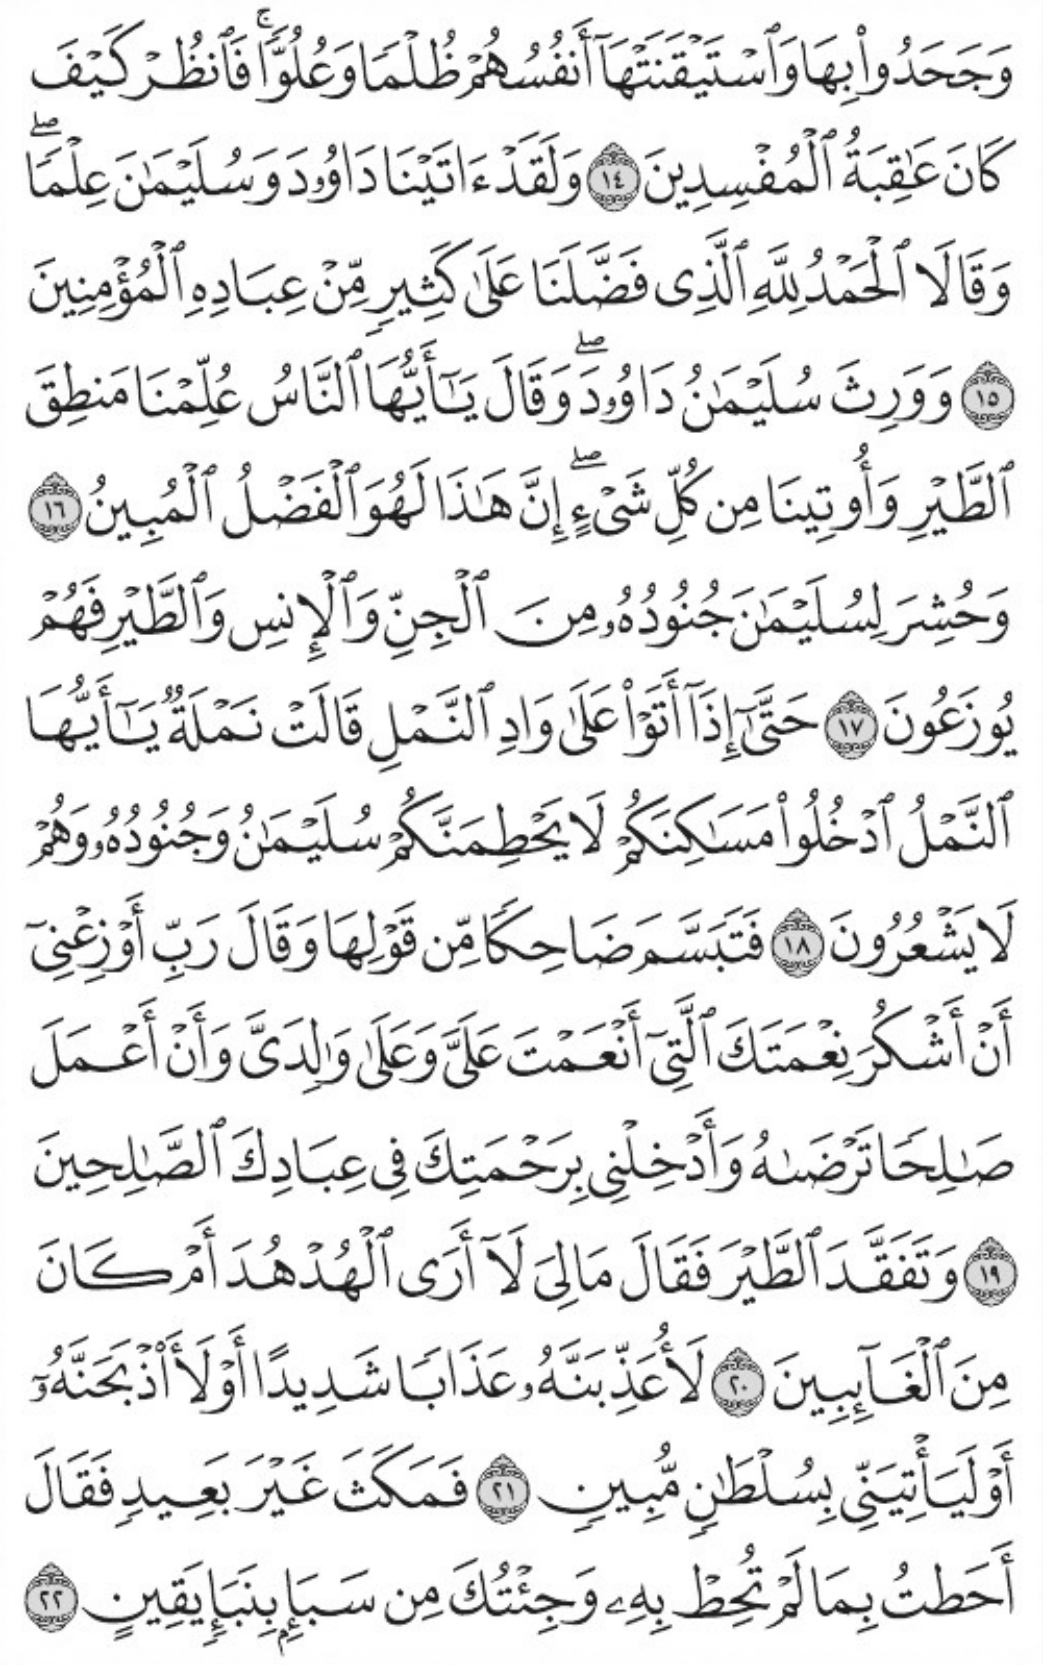 وَجَحَدُوا۟ بِهَا وَٱسْتَيْقَنَتْهَآ أَنفُسُهُمْ ظُلْمًا وَعُلُوًّا ۚ فَٱنظُرْ كَيْفَ
كَانَ عَـٰقِبَةُ ٱلْمُفْسِدِينَ ١٤ وَلَقَدْ ءَاتَيْنَا دَاوُۥدَ وَسُلَيْمَـٰنَ عِلْمًا ۖ
وَقَالَا ٱلْحَمْدُ لِلَّهِ ٱلَّذِى فَضَّلَنَا عَلَىٰ كَثِيرٍ مِّنْ عِبَادِهِ ٱلْمُؤْمِنِينَ
١٥ وَوَرِثَ سُلَيْمَـٰنُ دَاوُۥدَ ۖ وَقَالَ يَـٰٓأَيُّهَا ٱلنَّاسُ عُلِّمْنَا مَنطِقَ
ٱلطَّيْرِ وَأُوتِينَا مِن كُلِّ شَىْءٍ ۖ إِنَّ هَـٰذَا لَهُوَ ٱلْفَضْلُ ٱلْمُبِينُ ١٦
وَحُشِرَ لِسُلَيْمَـٰنَ جُنُودُهُۥ مِنَ ٱلْجِنِّ وَٱلْإِنسِ وَٱلطَّيْرِ فَهُمْ
يُوزَعُونَ ١٧ حَتَّىٰٓ إِذَآ أَتَوْا۟ عَلَىٰ وَادِ ٱلنَّمْلِ قَالَتْ نَمْلَةٌ يَـٰٓأَيُّهَا
ٱلنَّمْلُ ٱدْخُلُوا۟ مَسَـٰكِنَكُمْ لَا يَحْطِمَنَّكُمْ سُلَيْمَـٰنُ وَجُنُودُهُۥ وَهُمْ
لَا يَشْعُرُونَ ١٨ فَتَبَسَّمَ ضَاحِكًا مِّن قَوْلِهَا وَقَالَ رَبِّ أَوْزِعْنِىٓ
أَنْ أَشْكُرَ نِعْمَتَكَ ٱلَّتِىٓ أَنْعَمْتَ عَلَىَّ وَعَلَىٰ وَٰلِدَىَّ وَأَنْ أَعْمَلَ
صَـٰلِحًا تَرْضَىٰهُ وَأَدْخِلْنِى بِرَحْمَتِكَ فِى عِبَادِكَ ٱلصَّـٰلِحِينَ
١٩ وَتَفَقَّدَ ٱلطَّيْرَ فَقَالَ مَا لِىَ لَآ أَرَى ٱلْهُدْهُدَ أَمْ كَانَ
مِنَ ٱلْغَآئِبِينَ ٢٠ لَأُعَذِّبَنَّهُۥ عَذَابًا شَدِيدًا أَوْ لَأَا۟ذْبَحَنَّهُۥٓ
أَوْ لَيَأْتِيَنِّى بِسُلْطَـٰنٍ مُّبِينٍ ٢١ فَمَكَثَ غَيْرَ بَعِيدٍ فَقَالَ
أَحَطتُ بِمَا لَمْ تُحِطْ بِهِۦ وَجِئْتُكَ مِن سَبَإٍۭ بِنَبَإٍ يَقِينٍ ٢٢